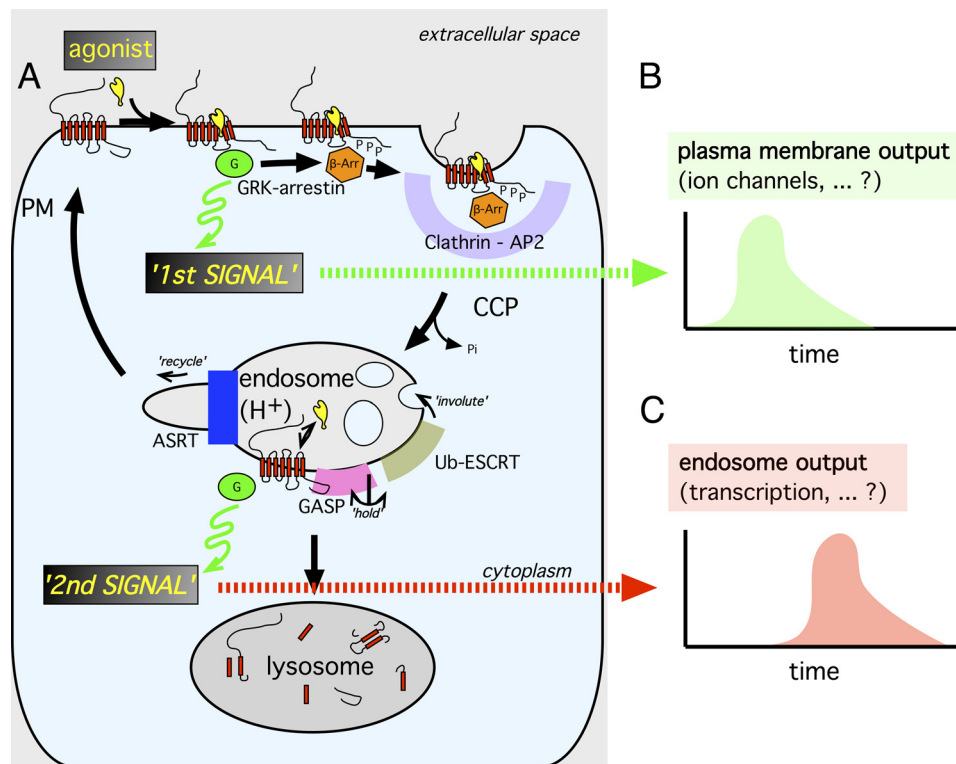 extracellular space
agonist
A
G
β-Arr
P P P
GRK-arrestin
P P P
β-Arr
Clathrin - AP2
PM
'1st SIGNAL'
CCP
Pi
'recycle'
endosome
(H+)
'involute'
ASRT
Ub-ESCRT
G
GASP
'hold'
'2nd SIGNAL'
cytoplasm
lysosome
B
plasma membrane output
(ion channels, ... ?)
time
C
endosome output
(transcription, ... ?)
time